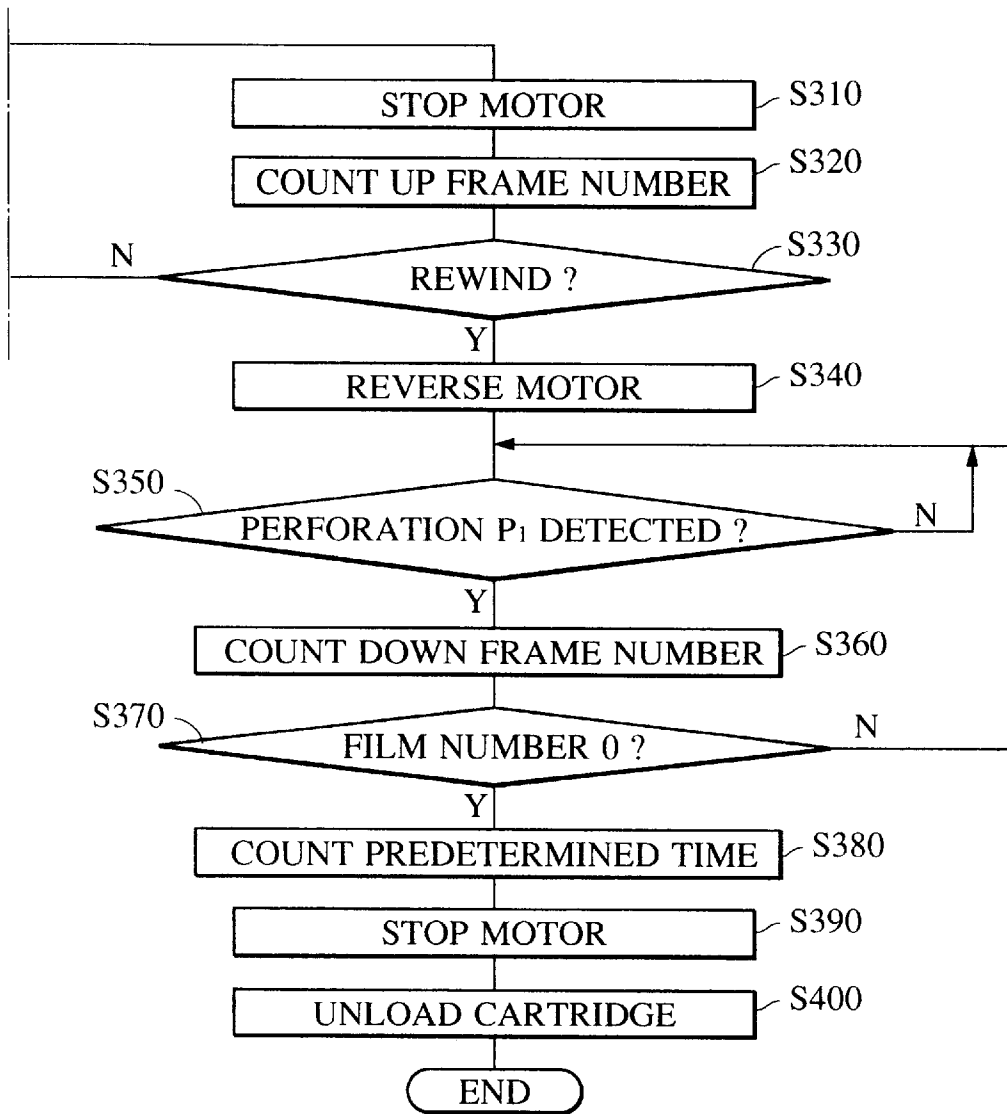 STOP MOTOR S310
COUNT UP FRAME NUMBER S320
S330
N REWIND ?
Y
REVERSE MOTOR S340
S350
PERFORATION P₁ DETECTED ? N
Y
COUNT DOWN FRAME NUMBER S360
S370
FILM NUMBER 0 ? N
Y
COUNT PREDETERMINED TIME S380
STOP MOTOR S390
UNLOAD CARTRIDGE S400
END